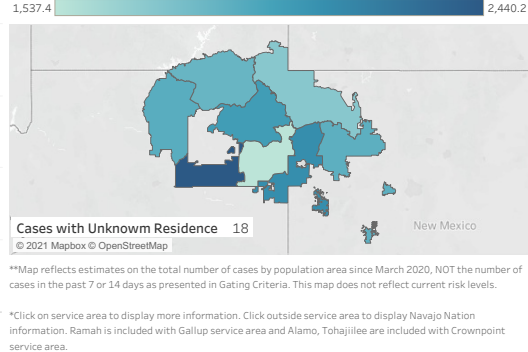 1,537.4 2,440.2
New Mexico
Cases with Unknowm Residence 18
© 2021 Mapbox © OpenStreetMap
**Map reflects estimates on the total number of cases by population area since March 2020, NOT the number of
cases in the past 7 or 14 days as presented in Gating Criteria. This map does not reflect current risk levels.
*Click on service area to display more information. Click outside service area to display Navajo Nation
information. Ramah is included with Gallup service area and Alamo, Tohajiilee are included with Crownpoint
service area.